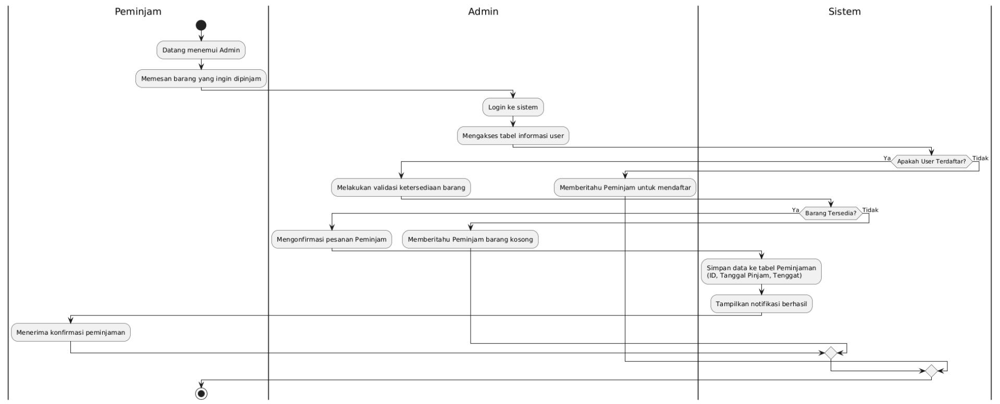 Peminjam
Admin
Sistem
Datang menemui Admin
Memesan barang yang ingin dipinjam
Login ke sistem
Mengakses tabel informasi user
Ya
Apakah User Terdaftar?
Tidak
Melakukan validasi ketersediaan barang
Memberitahu Peminjam untuk mendaftar
Ya
Barang Tersedia?
Tidak
Mengonfirmasi pesanan Peminjam
Memberitahu Peminjam barang kosong
Simpan data ke tabel Peminjaman
(ID, Tanggal Pinjam, Tenggat)
Tampilkan notifikasi berhasil
Menerima konfirmasi peminjaman